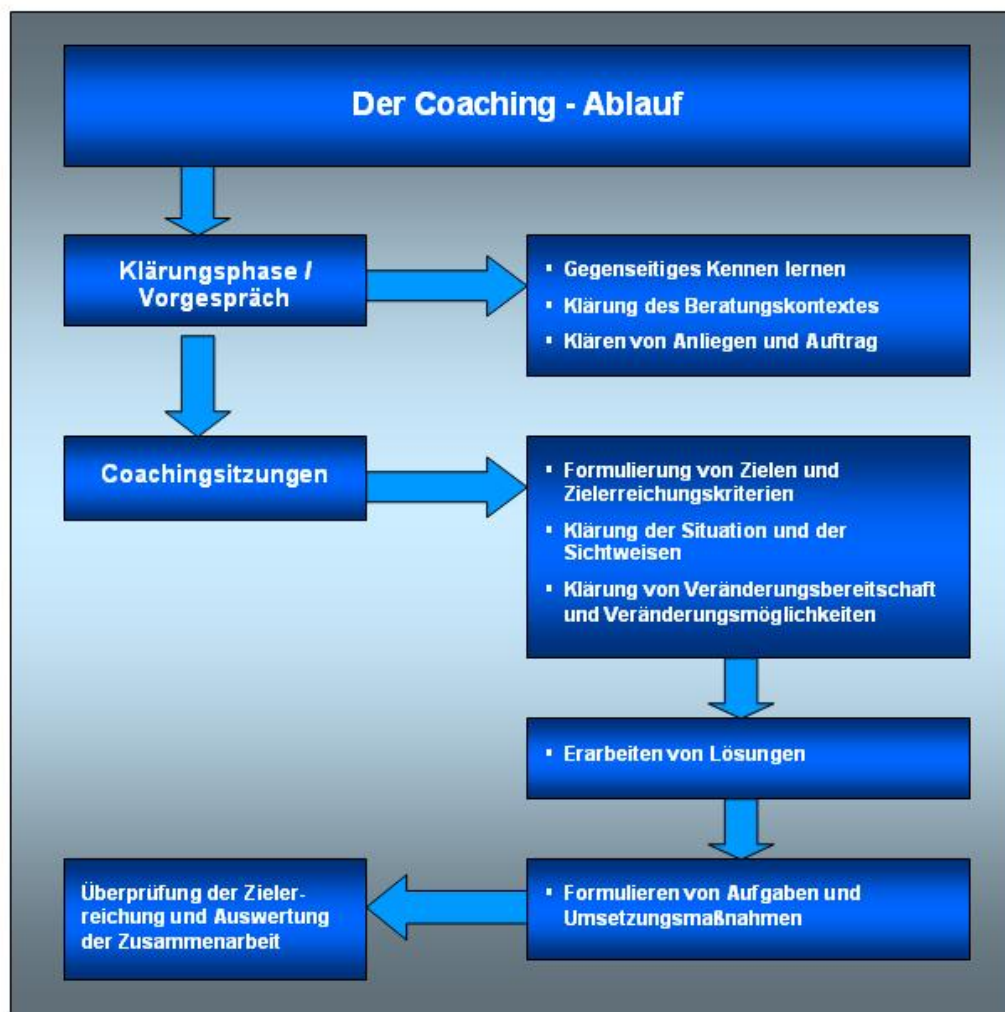 Der Coaching - Ablauf
Klärungsphase /
Vorgespräch
▪ Gegenseitiges Kennen lernen
▪ Klärung des Beratungskontextes
▪ Klären von Anliegen und Auftrag
Coachingsitzungen
▪ Formulierung von Zielen und
Zielerreichungskriterien
▪ Klärung der Situation und der
Sichtweisen
▪ Klärung von Veränderungsbereitschaft
und Veränderungsmöglichkeiten
▪ Erarbeiten von Lösungen
▪ Formulieren von Aufgaben und
Umsetzungsmaßnahmen
Überprüfung der Zieler-
reichung und Auswertung
der Zusammenarbeit